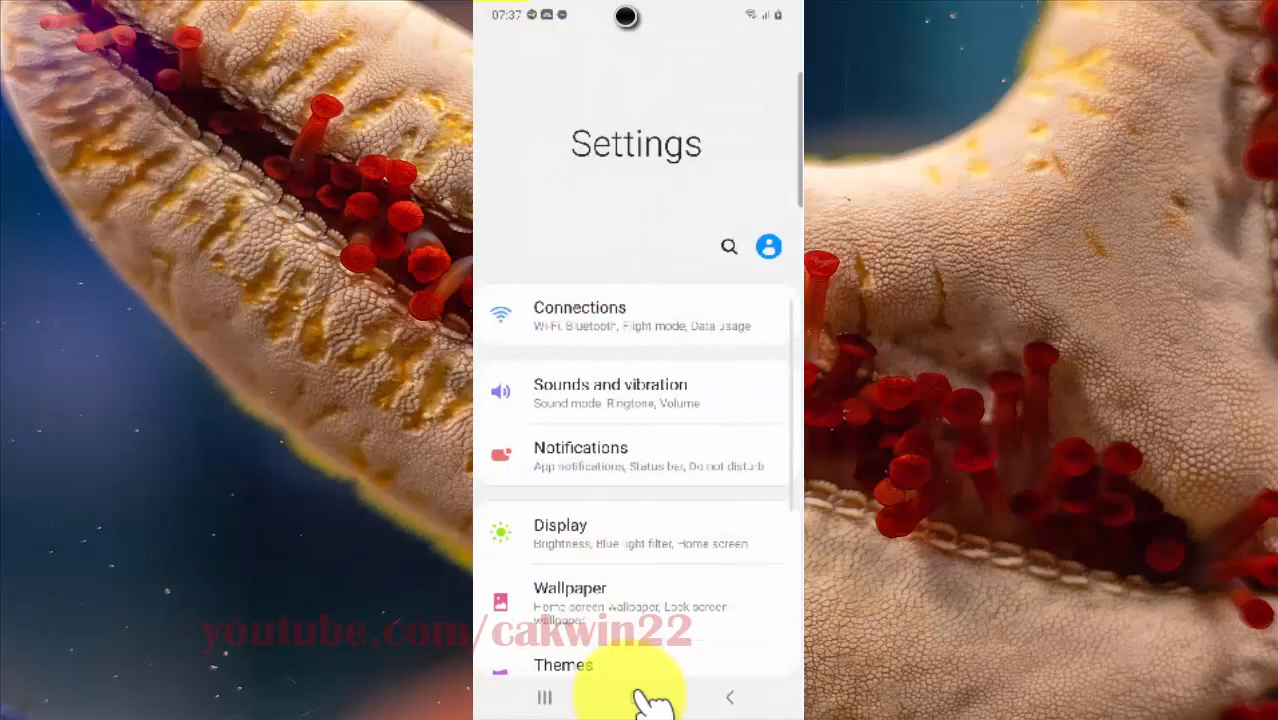 07:37
Settings
Connections
Wi-Fi, Bluetooth, Flight mode, Data usage
Sounds and vibration
Sound mode, Ringtone, Volume
Notifications
App notifications, Status bar, Do not disturb
Display
Brightness, Blue light filter, Home screen
Wallpaper
Home screen wallpaper, Lock screen
wallpaper
youtube.com/cakwin22
Themes